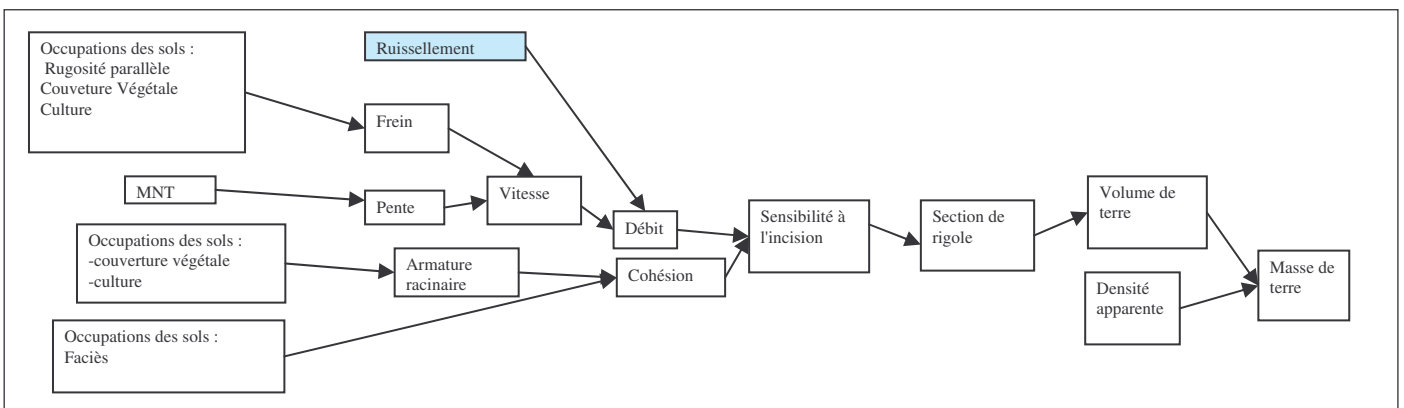 Occupations des sols :
Rugosité parallèle
Couveture Végétale
Culture
Ruissellement
Frein
MNT
Pente
Vitesse
Occupations des sols :
-couverture végétale
-culture
Armature
racinaire
Occupations des sols :
Faciès
Débit
Cohésion
Sensibilité à
l'incision
Section de
rigole
Volume de
terre
Densité
apparente
Masse de
terre